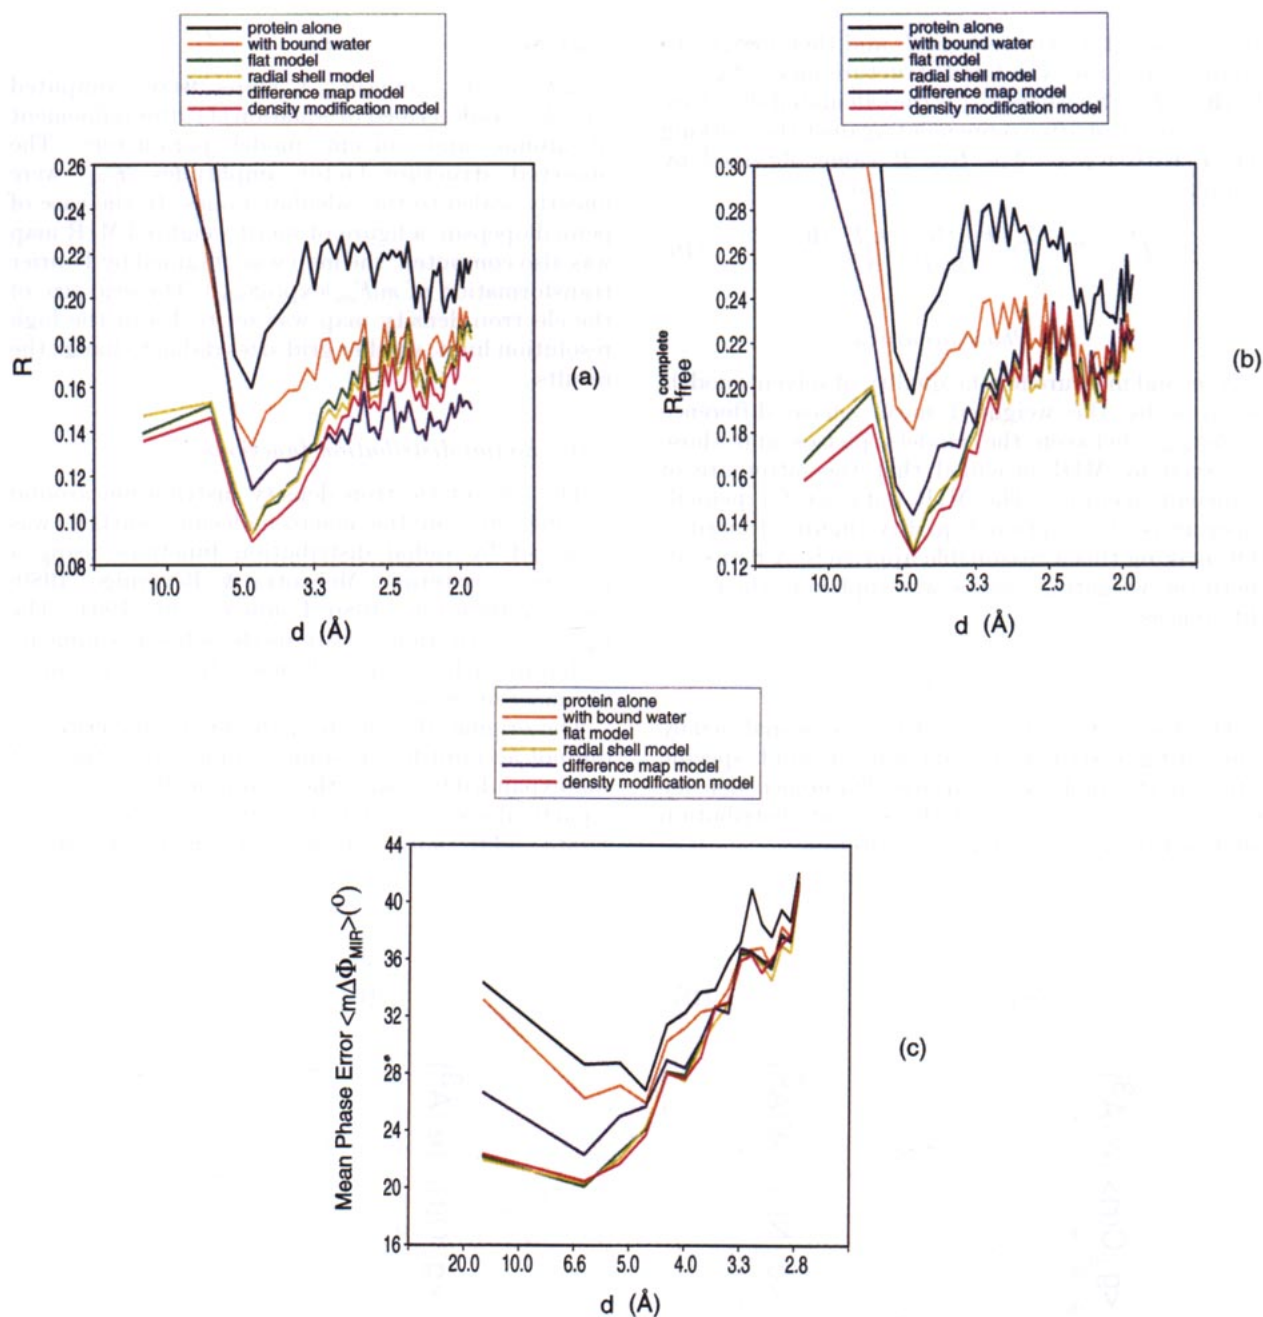 protein alone
with bound water
flat model
radial shell model
difference map model
density modification model
0.26
0.24
0.22
0.20
0.18
0.16
0.14
0.12
0.10
0.08
R
10.0 5.0 3.3 2.5 2.0
d (Å)
(a)
protein alone
with bound water
flat model
radial shell model
difference map model
density modification model
0.30
0.28
0.26
0.24
0.22
0.20
0.18
0.16
0.14
0.12
R free complete
10.0 5.0 3.3 2.5 2.0
d (Å)
(b)
protein alone
with bound water
flat model
radial shell model
difference map model
density modification model
44
40
36
32
28
24
20
16
Mean Phase Error <mΔΦMIR>(°)
20.0 10.0 6.6 5.0 4.0 3.3 2.8
d (Å)
(c)